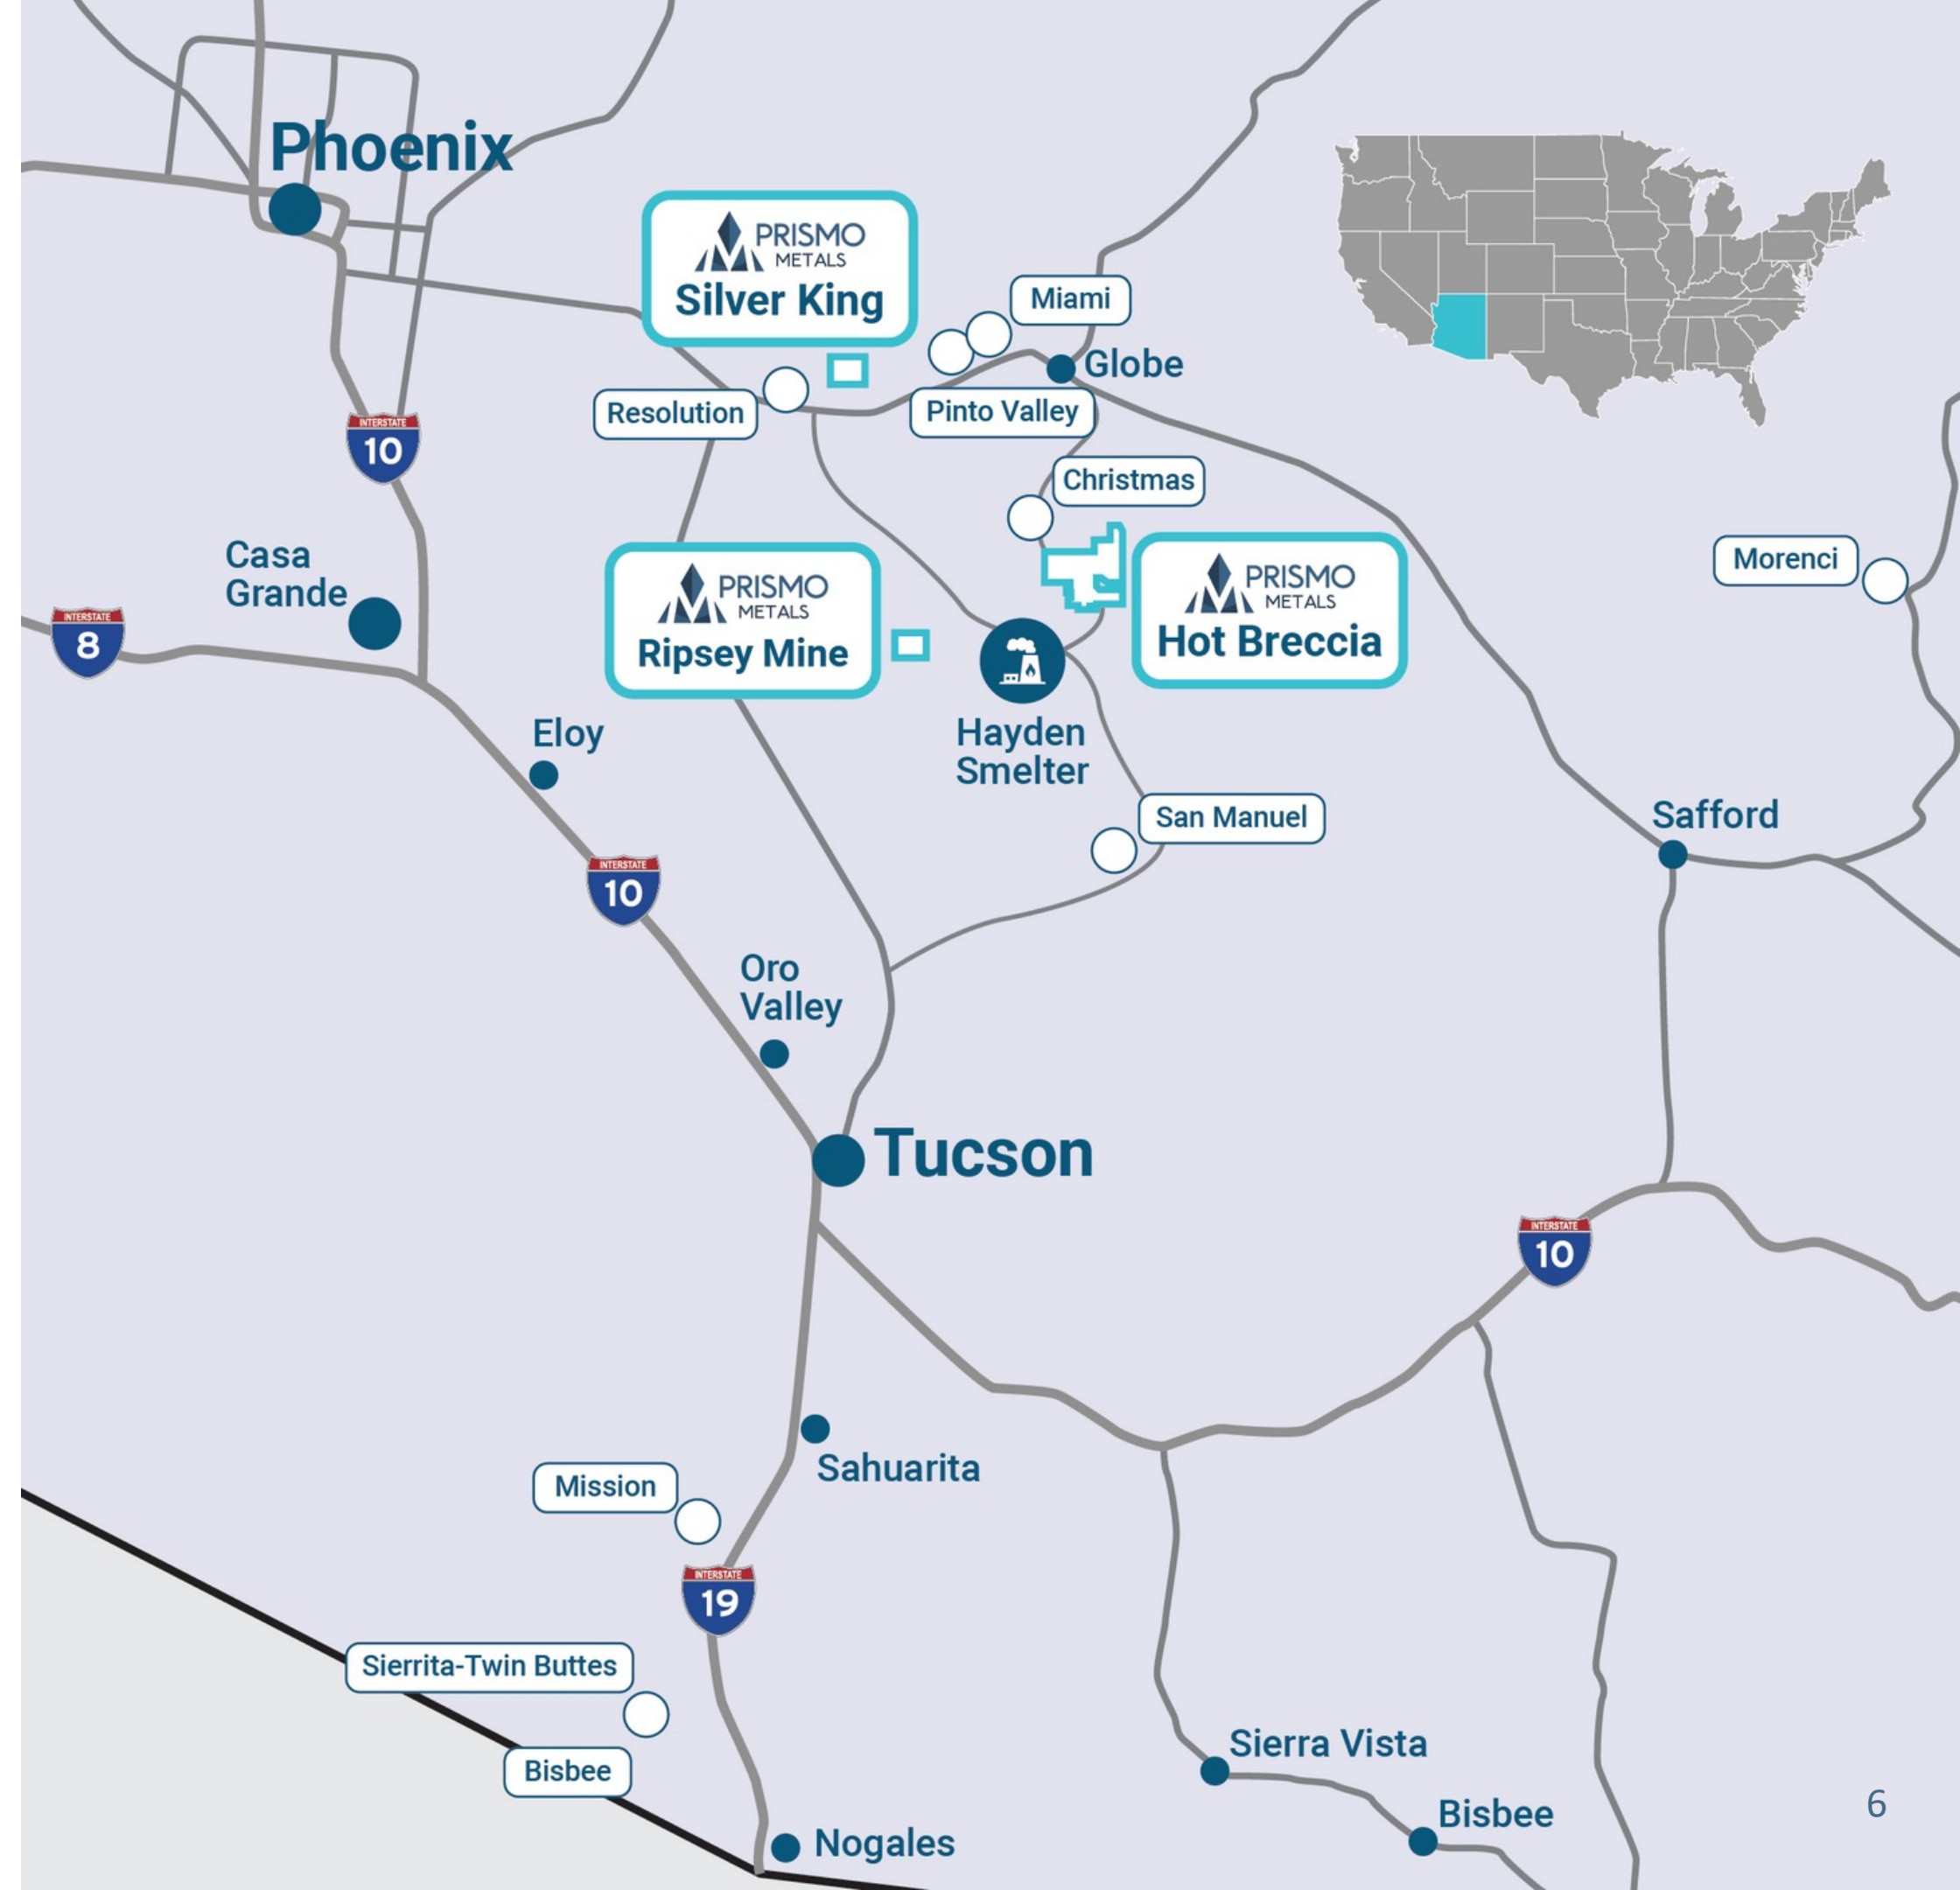 Phoenix
PRISMO
METALS
Silver King
Miami
Globe
Resolution
Pinto Valley
INTERSTATE
10
Christmas
Casa
Grande
PRISMO
METALS
Ripsey Mine
PRISMO
METALS
Hot Breccia
Morenci
INTERSTATE
8
Hayden
Smelter
Eloy
San Manuel
Safford
INTERSTATE
10
Oro
Valley
Tucson
INTERSTATE
10
Sahuarita
Mission
INTERSTATE
19
Sierrita-Twin Buttes
Bisbee
Sierra Vista
Bisbee
Nogales
6